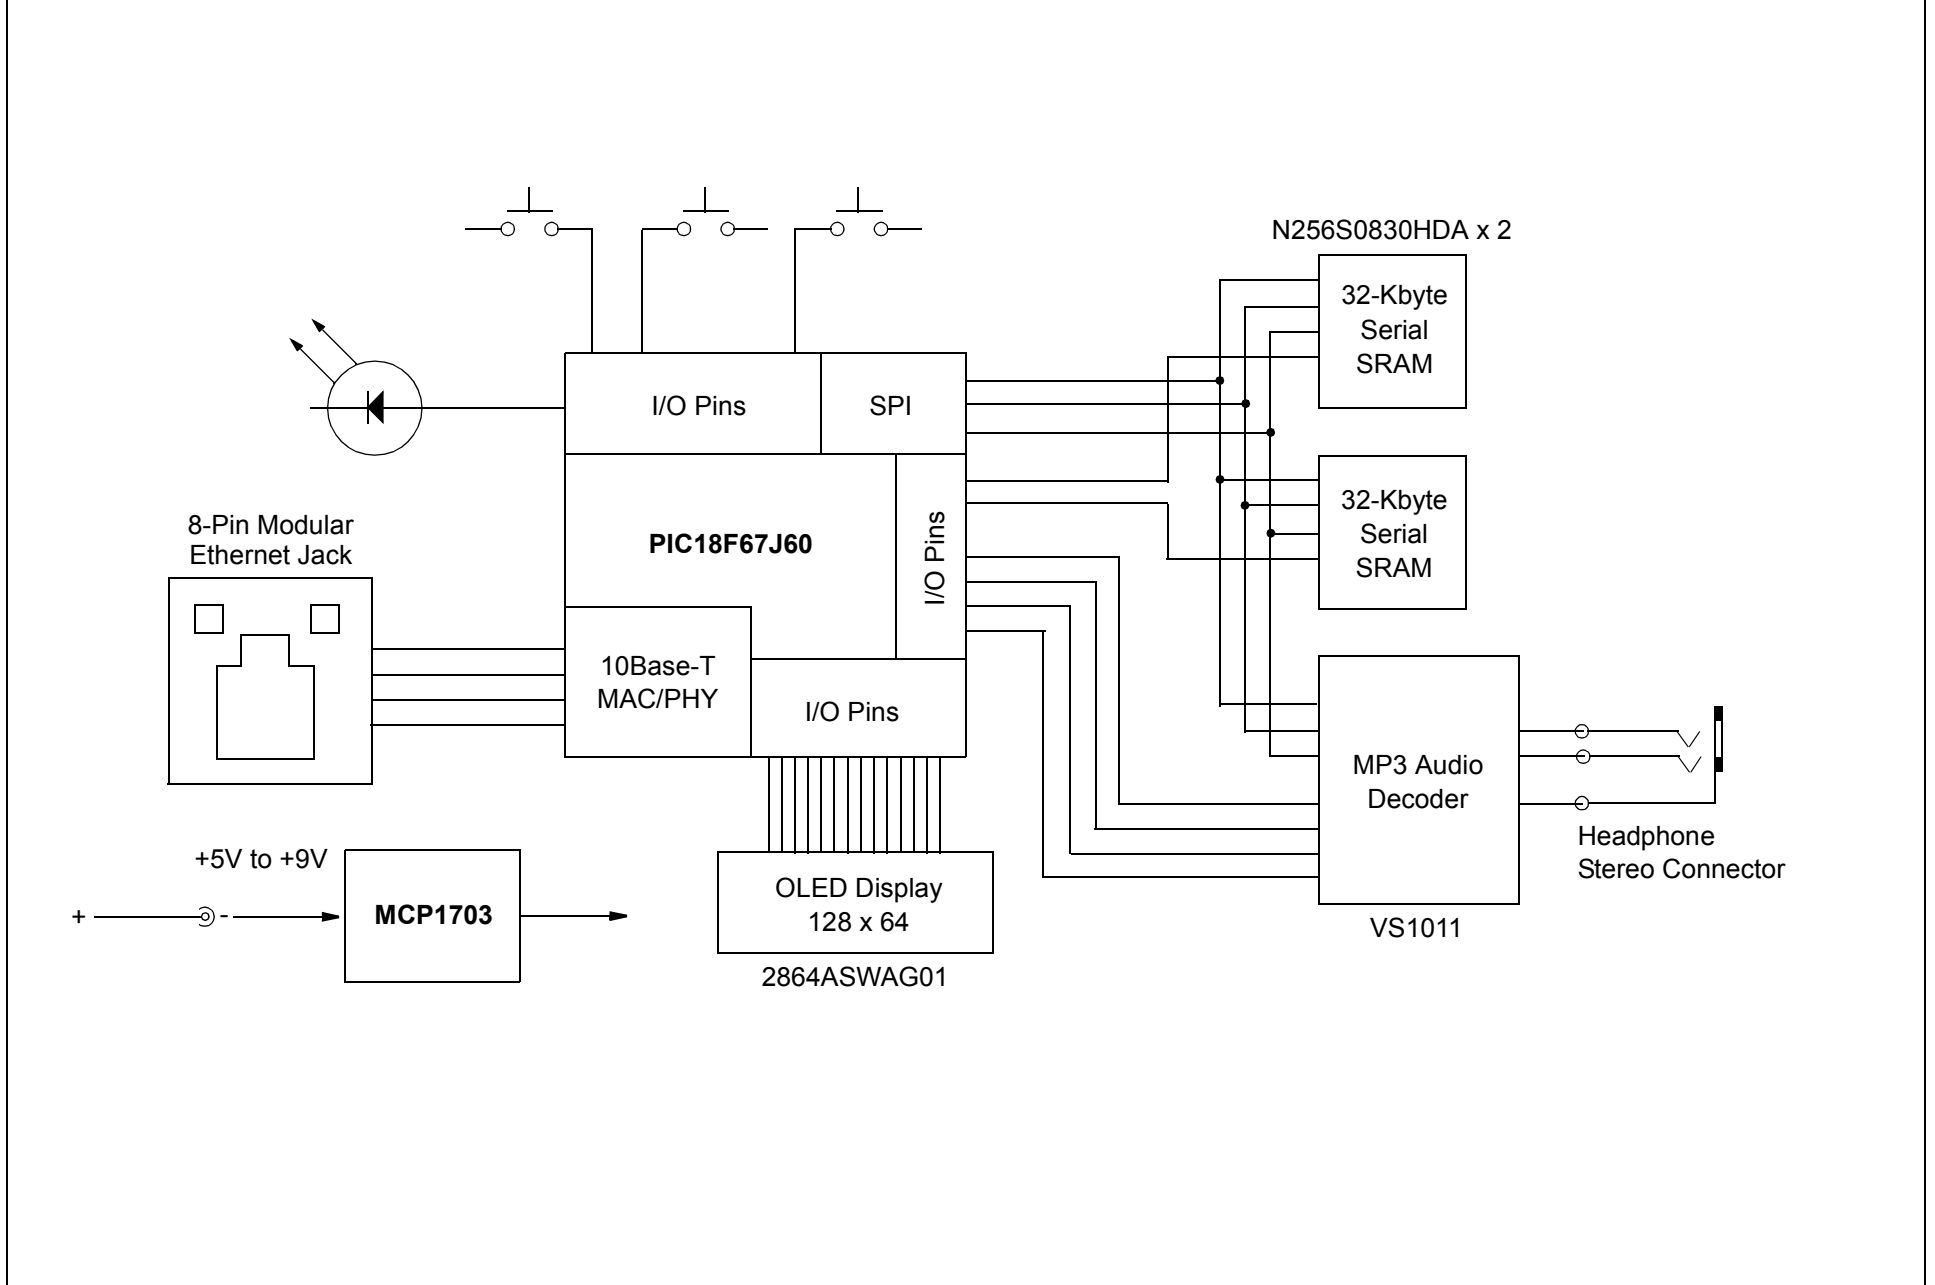 N256S0830HDA x 2
32-Kbyte
Serial
SRAM
I/O Pins
SPI
8-Pin Modular
Ethernet Jack
PIC18F67J60
I/O Pins
32-Kbyte
Serial
SRAM
10Base-T
MAC/PHY
I/O Pins
MP3 Audio
Decoder
Headphone
Stereo Connector
VS1011
+5V to +9V
+
-
MCP1703
OLED Display
128 x 64
2864ASWAG01